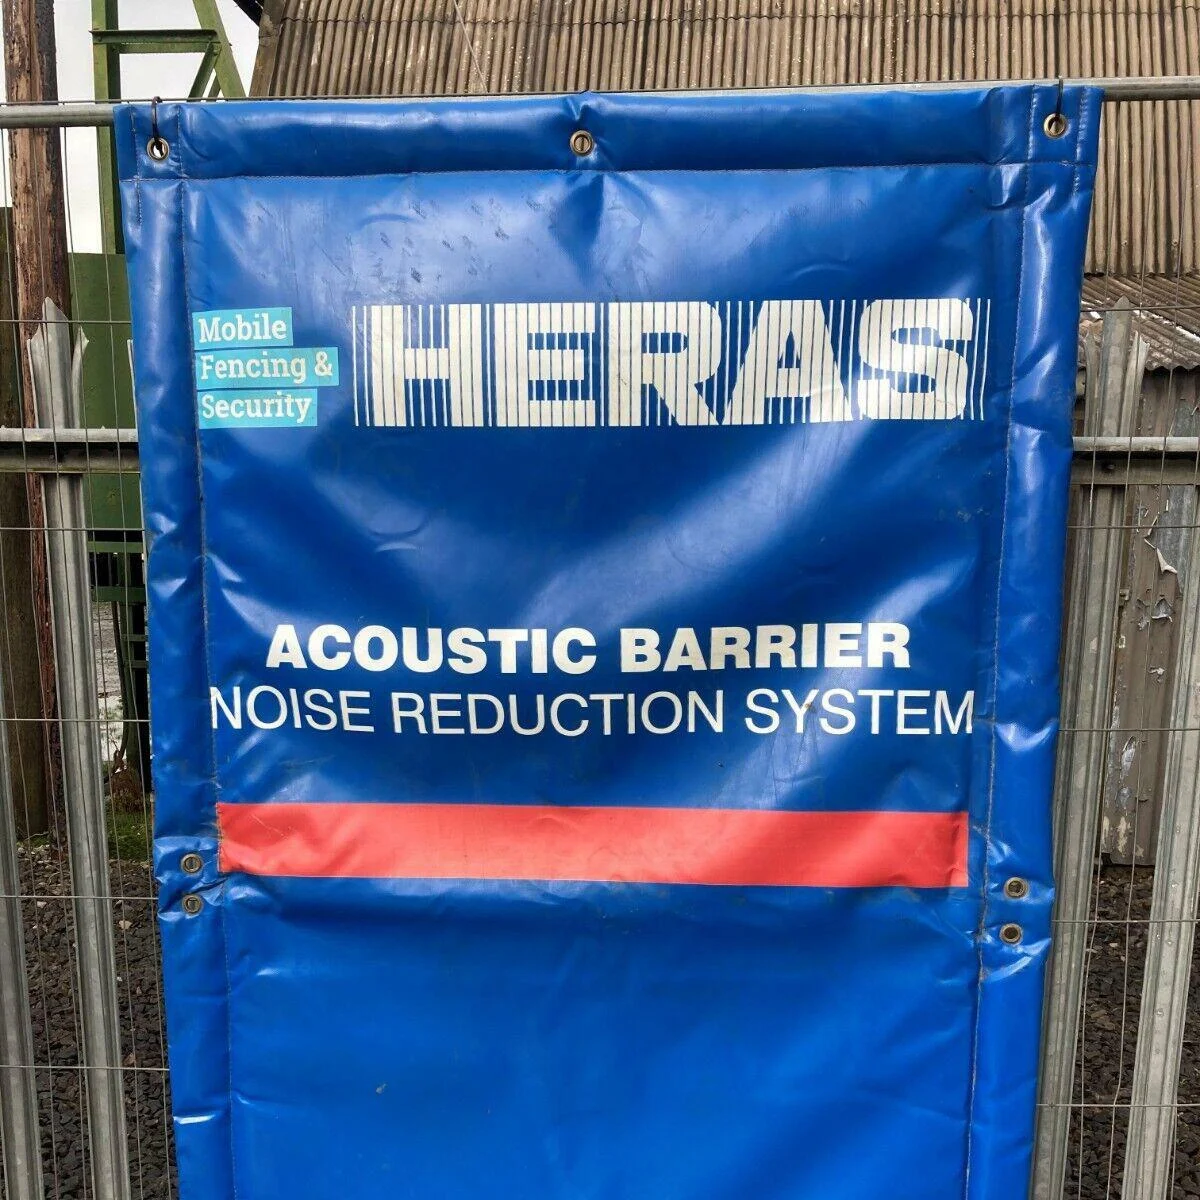 Mobile
Fencing &
Security
HERAS
ACOUSTIC BARRIER
NOISE REDUCTION SYSTEM